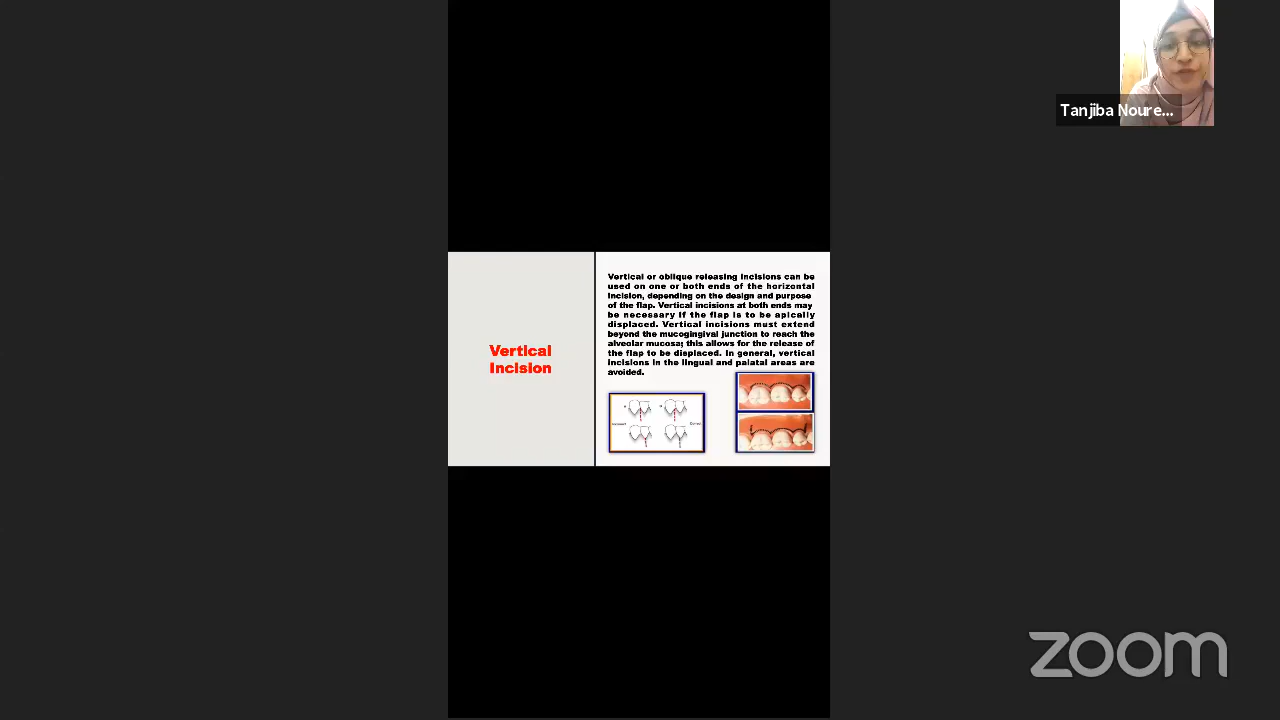 Tanjiba Noure...
Vertical
Incision
Vertical or oblique releasing incisions can be
used on one or both ends of the horizontal
incision, depending on the design and purpose
of the flap. Vertical incisions at both ends may
be necessary if the flap is to be apically
displaced. Vertical incisions must extend
beyond the mucogingival junction to reach the
alveolar mucosa; this allows for the release of
the flap to be displaced. In general, vertical
incisions in the lingual and palatal areas are
avoided.
zoom